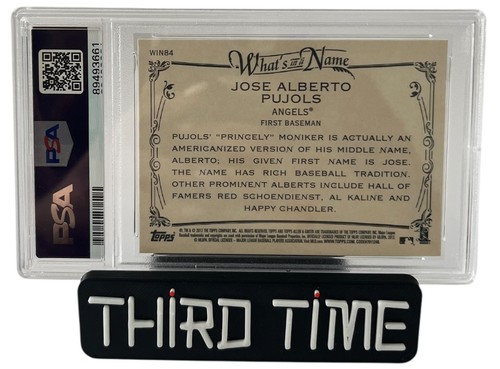 WIN84
What's in a Name
JOSE ALBERTO
PUJOLS
ANGELS®
FIRST BASEMAN
PUJOLS' "PRINCELY" MONIKER IS ACTUALLY AN
AMERICANIZED VERSION OF HIS MIDDLE NAME,
ALBERTO; HIS GIVEN FIRST NAME IS JOSE.
THE NAME HAS RICH BASEBALL TRADITION.
OTHER PROMINENT ALBERTS INCLUDE HALL OF
FAMERS RED SCHOENDIENST, AL KALINE AND
HAPPY CHANDLER.
Topps
89493661
PSA
PSA
THIRD TIME